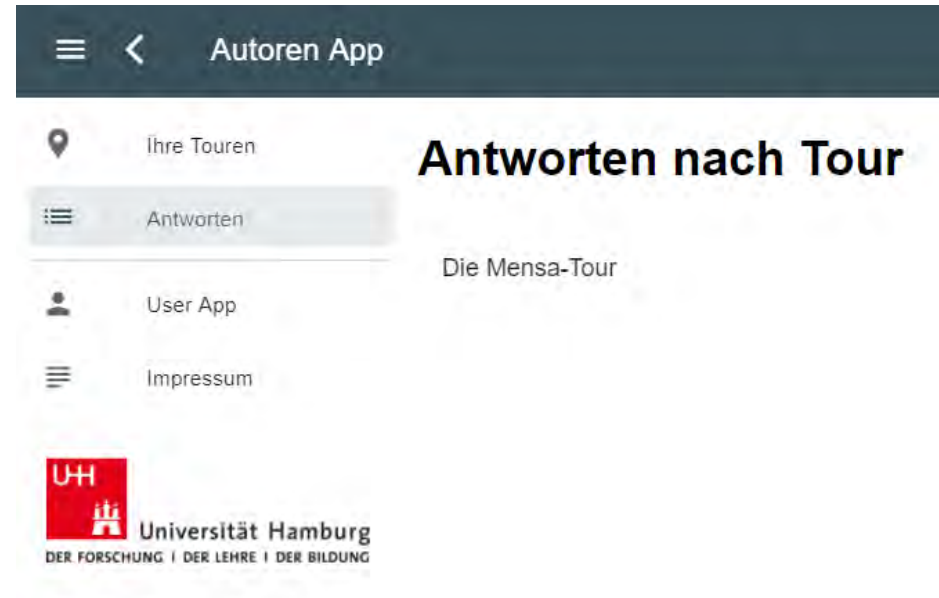 Autoren App
Ihre Touren
Antworten
User App
Impressum
UHH
Universität Hamburg
DER FORSCHUNG I DER LEHRE I DER BILDUNG
Antworten nach Tour
Die Mensa-Tour